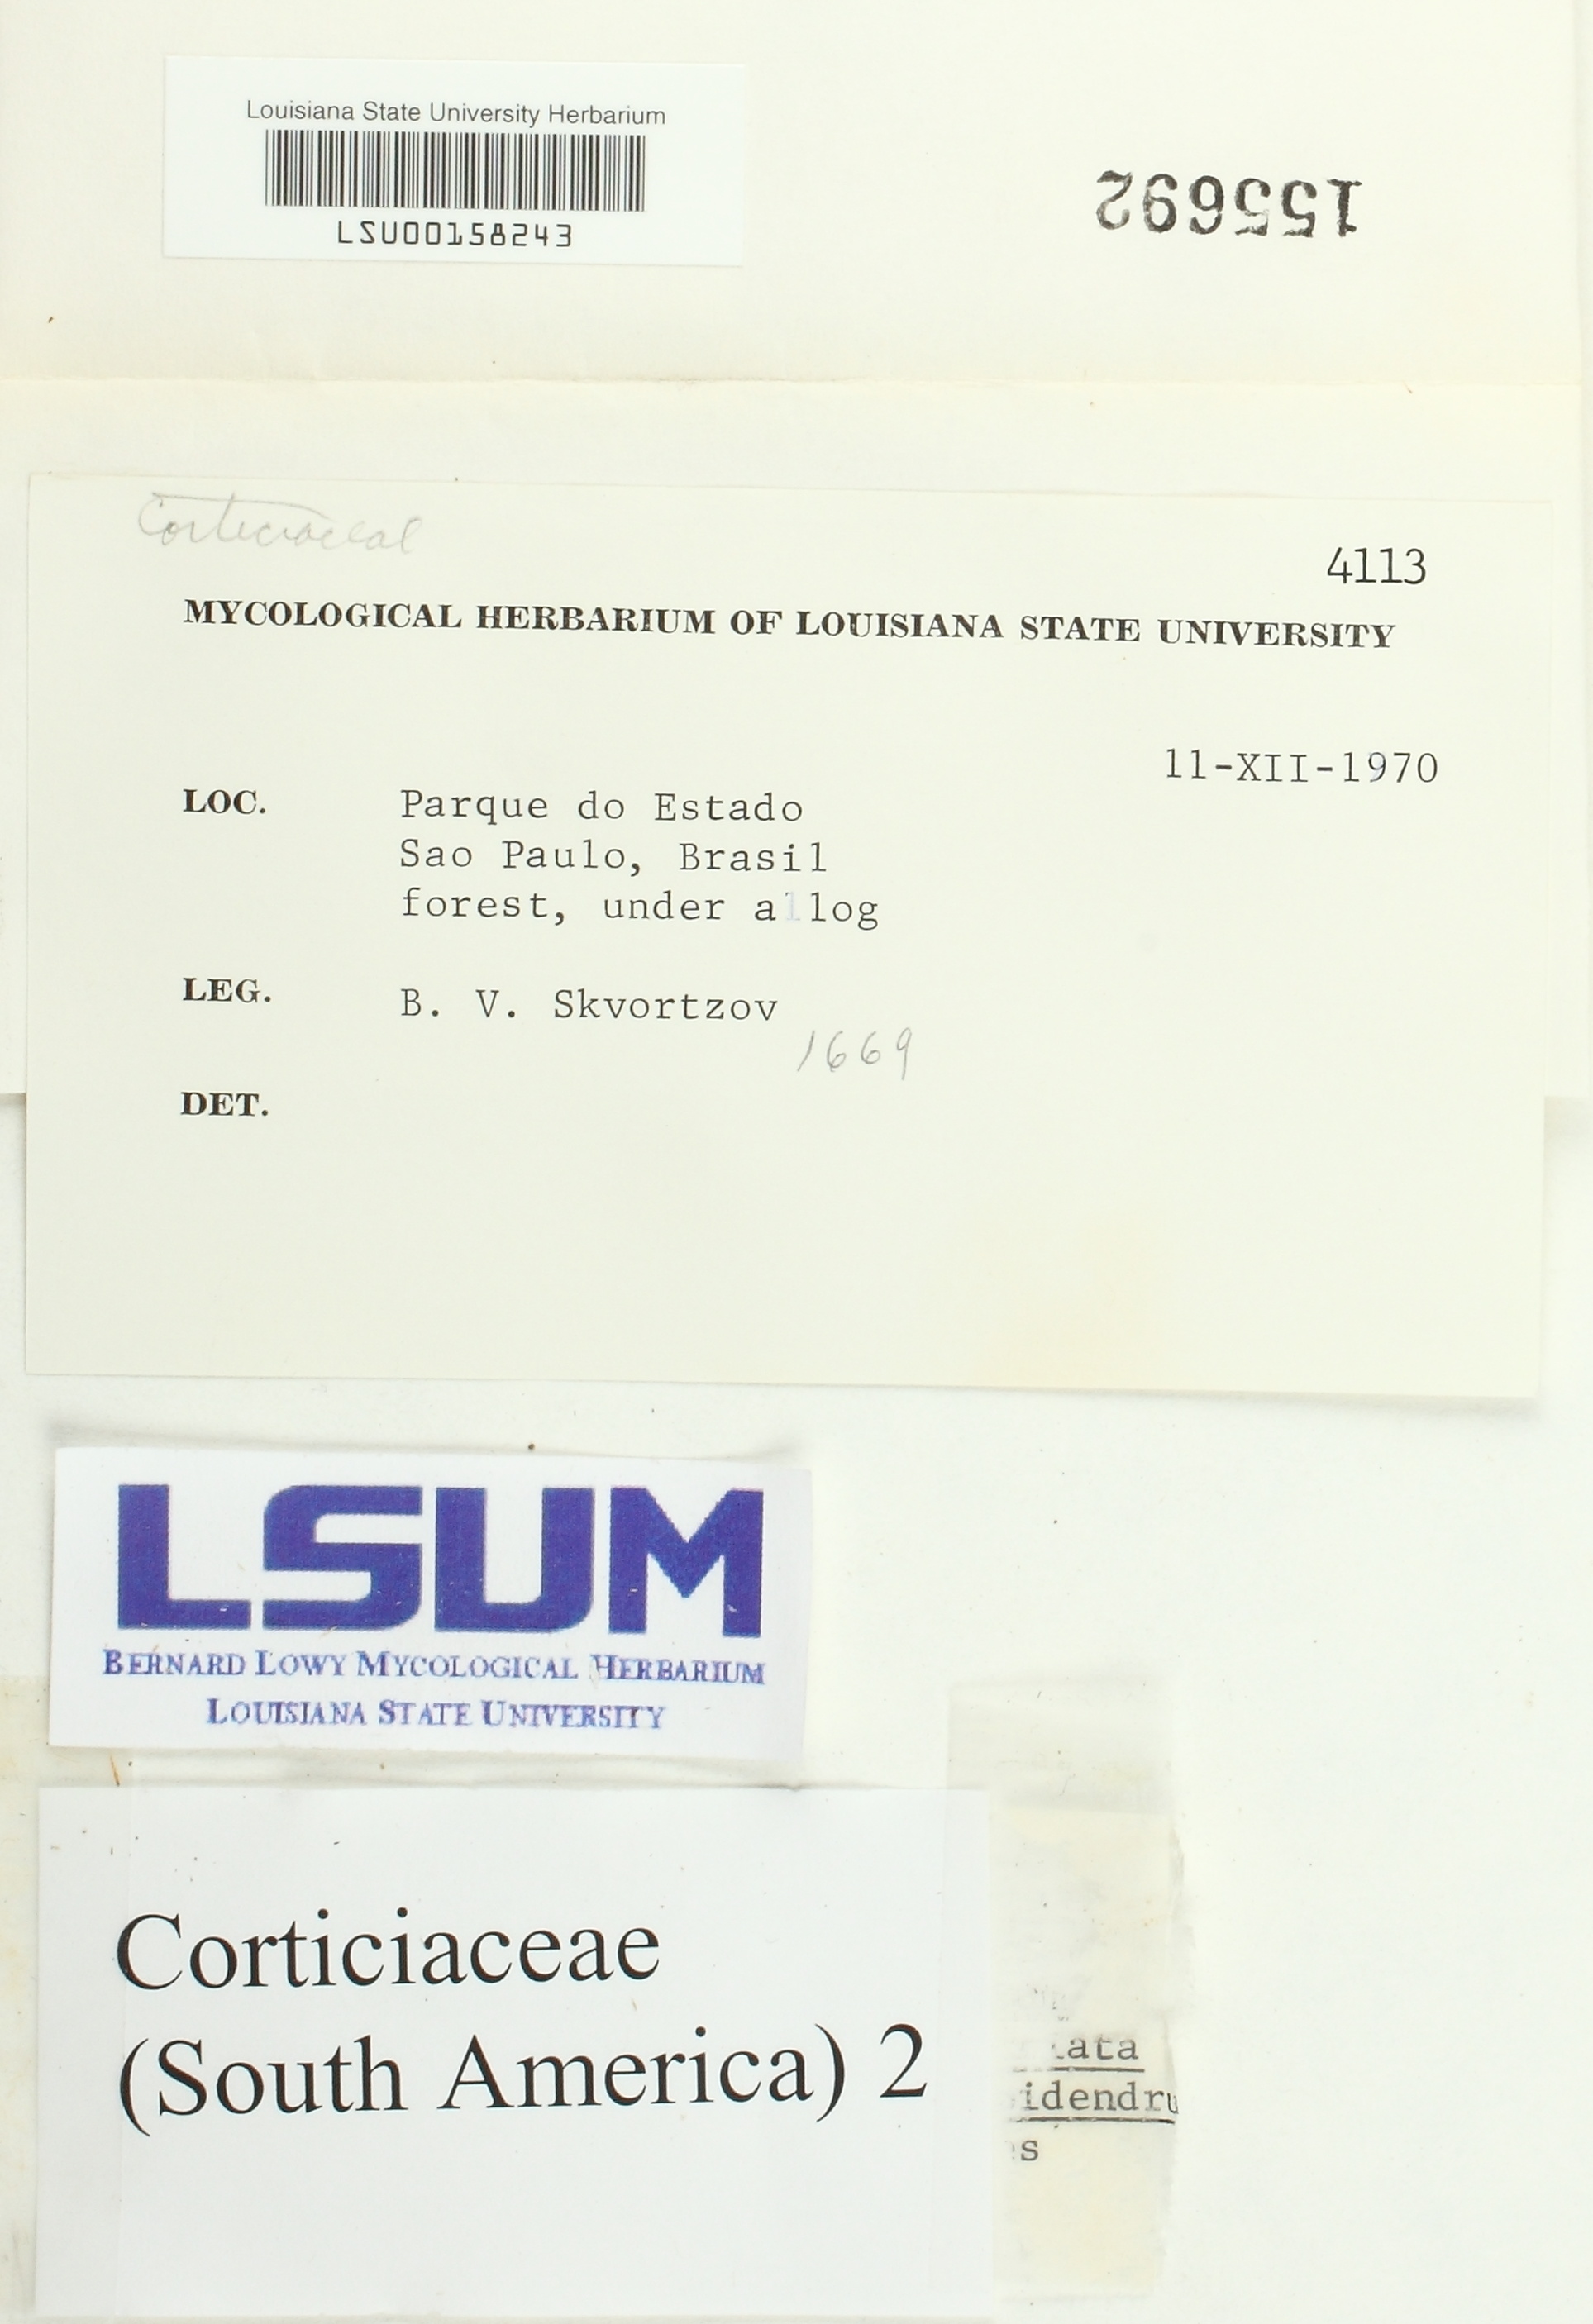 Louisiana State University Herbarium
LSU00158243
155692
Corticiaceae
4113
MYCOLOGICAL HERBARIUM OF LOUISIANA STATE UNIVERSITY
11-XII-1970
LOC. Parque do Estado
Sao Paulo, Brasil
forest, under a log
LEG. B. V. Skvortzov
1669
DET.
LSUM
BERNARD LOWY MYCOLOGICAL HERBARIUM
LOUISIANA STATE UNIVERSITY
Corticiaceae
(South America) 2